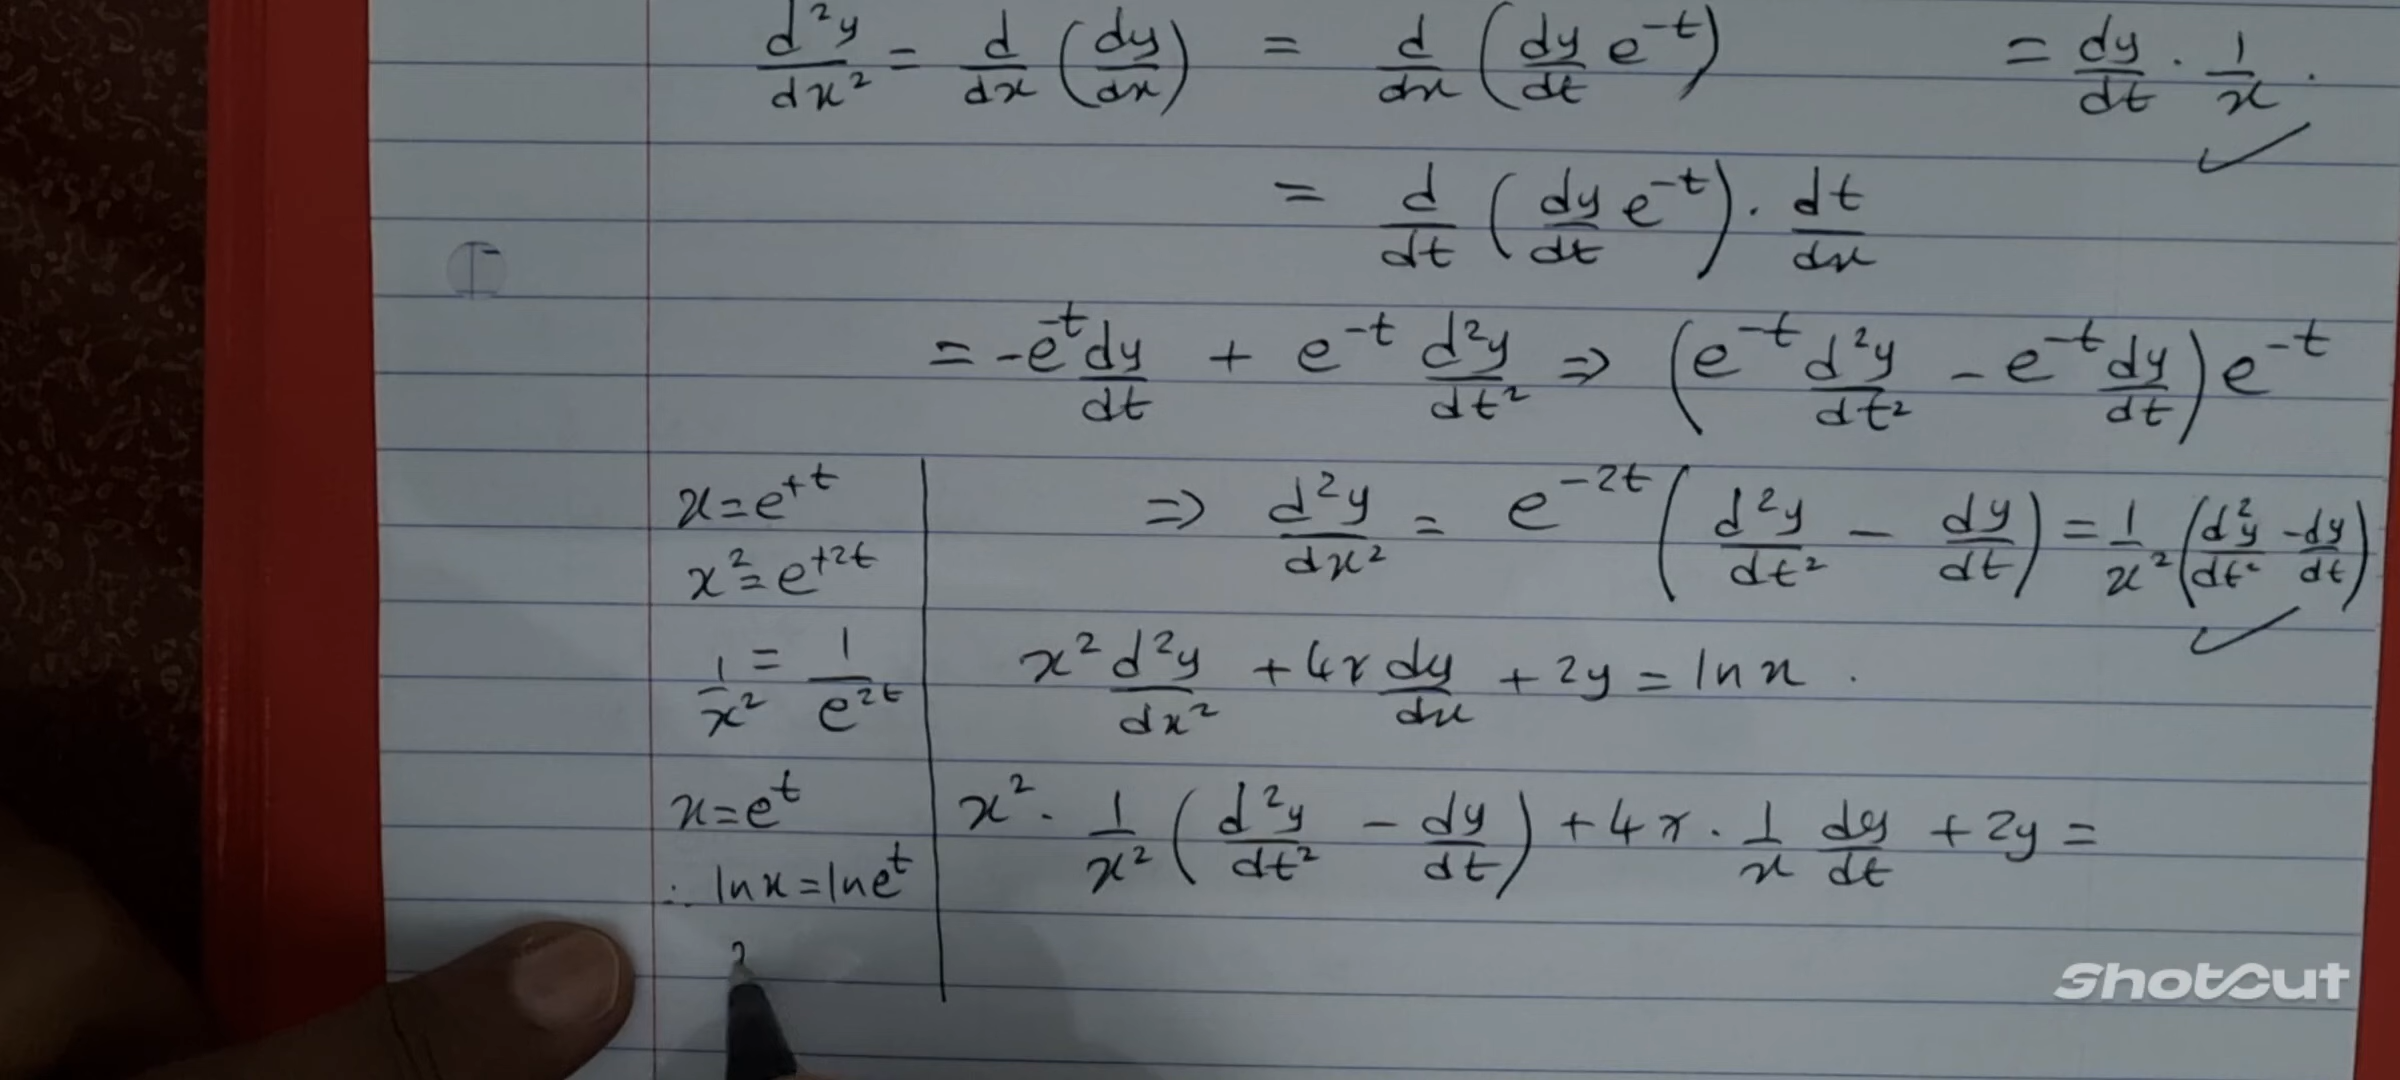 d²y/dx² = d/dx (dy/dx) = d/dx (dy/dt e^-t) = dy/dt · 1/x .
= d/dt (dy/dt e^-t) · dt/dx
= -e^-t dy/dt + e^-t d²y/dt² ⇒ (e^-t d²y/dt² - e^-t dy/dt) e^-t
x = e^+t
⇒ d²y/dx² = e^-2t (d²y/dt² - dy/dt) = 1/x² (d²y/dt² - dy/dt)
x² = e^+2t
1/x² = 1/e^2t
x² d²y/dx² + 4x dy/dx + 2y = ln x .
x = e^t
x² · 1/x² (d²y/dt² - dy/dt) + 4x · 1/x dy/dt + 2y =
∴ ln x = ln e^t
Shotcut